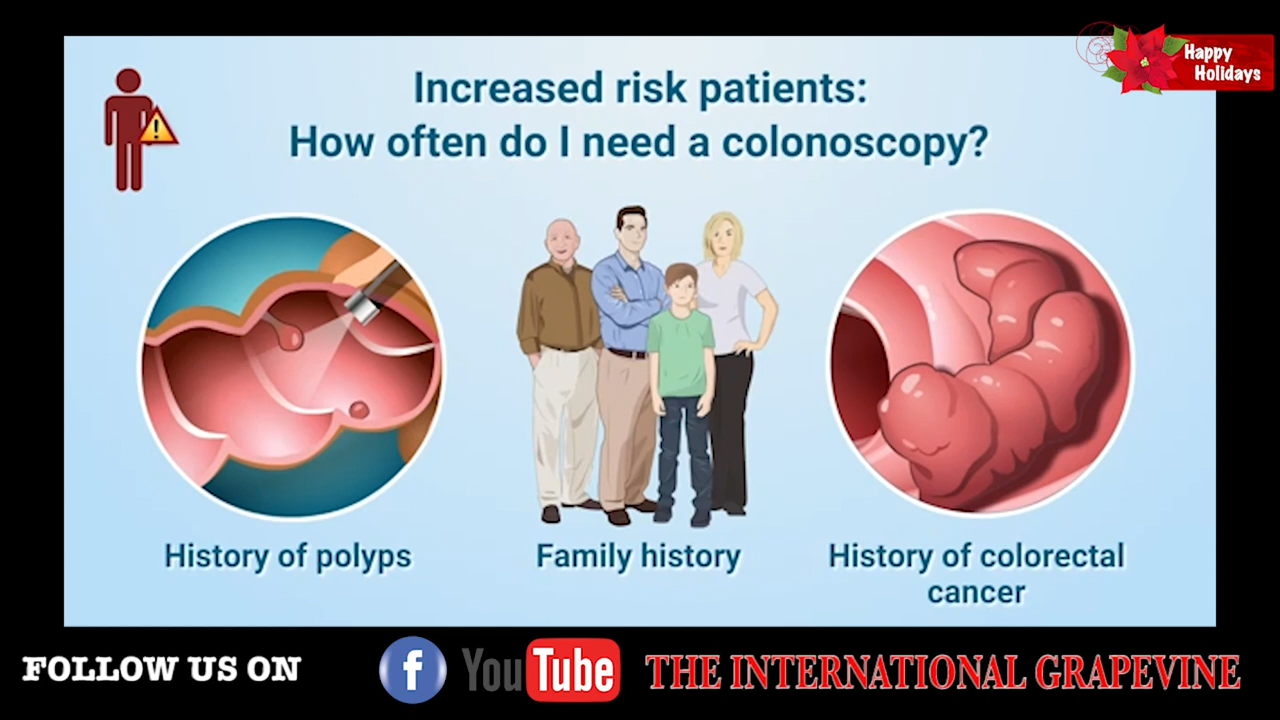 Happy
Holidays
Increased risk patients:
How often do I need a colonoscopy?
!
History of polyps
Family history
History of colorectal
cancer
FOLLOW US ON
f
YouTube
THE INTERNATIONAL GRAPEVINE